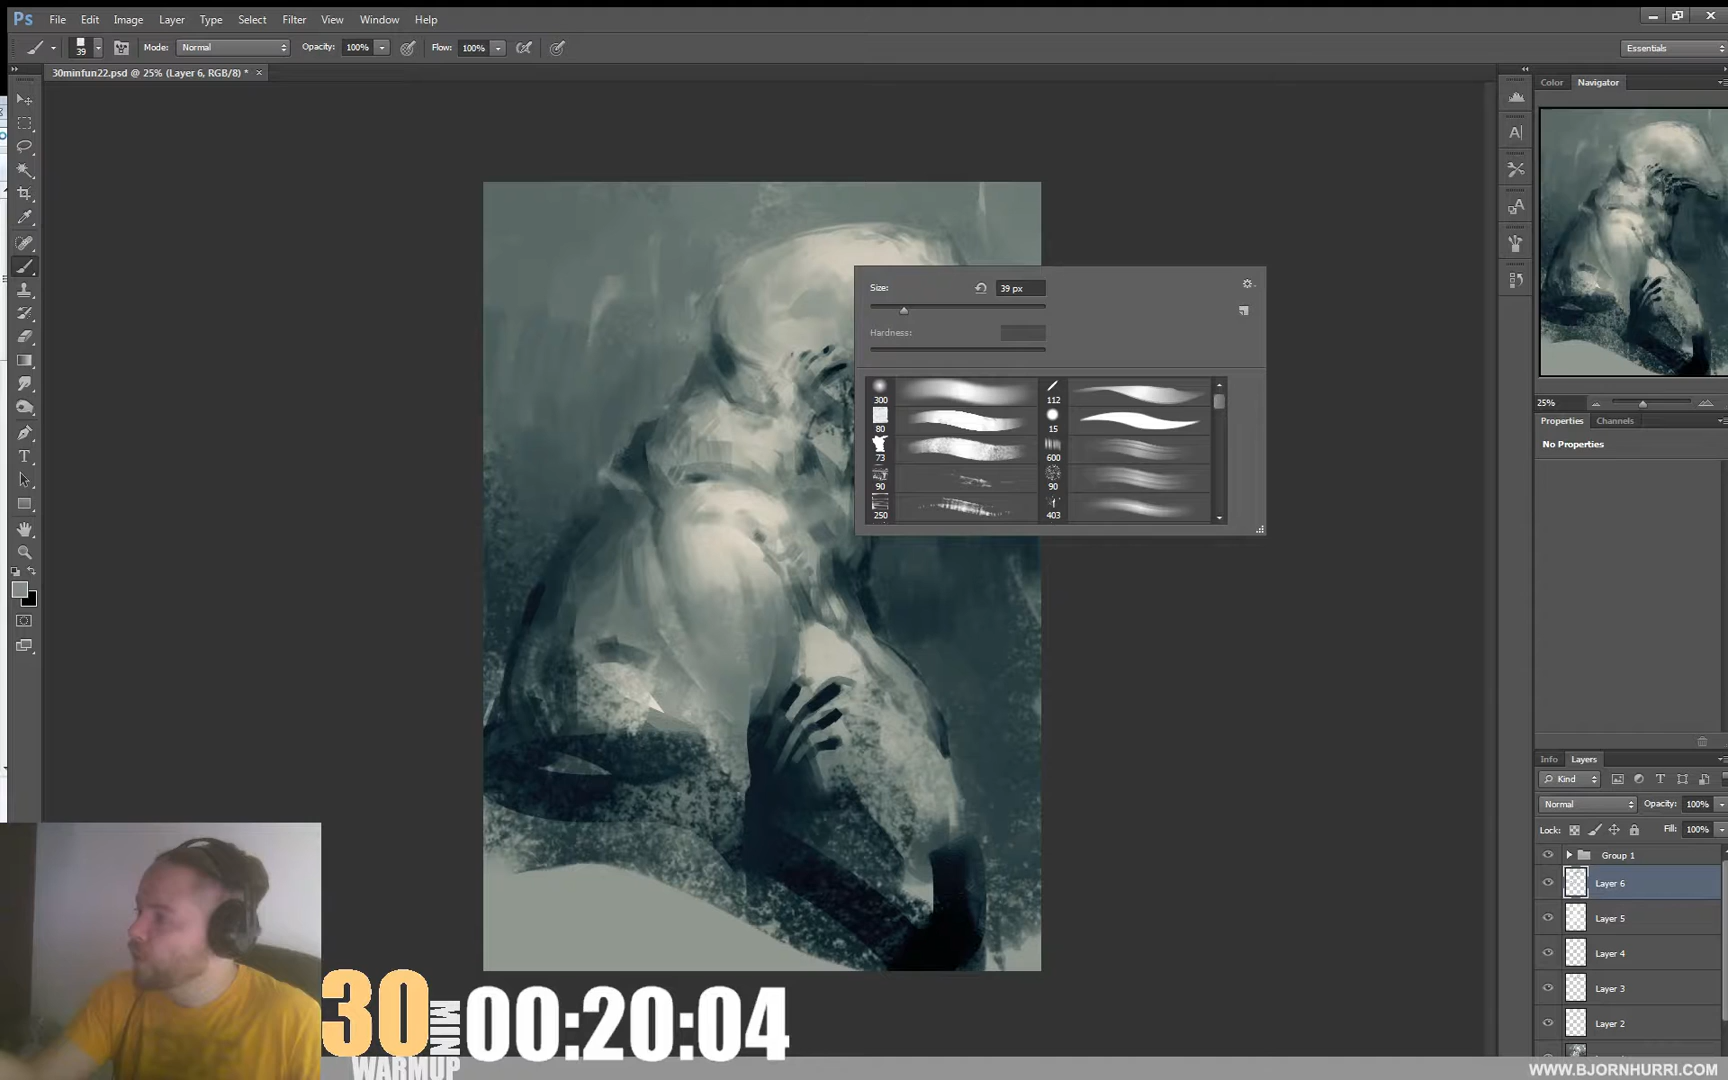 Ps File Edit Image Layer Type Select Filter View Window Help
39 Mode: Normal Opacity: 100% Flow: 100% Essentials
30minfun22.psd @ 25% (Layer 6, RGB/8) *
Color Navigator
Size: 39 px
Hardness:
300 112
80 15
73 600
90 90
250 403
25%
Properties Channels
No Properties
Info Layers
Kind
Normal Opacity: 100%
Lock: Fill: 100%
Group 1
Layer 6
Layer 5
Layer 4
Layer 3
Layer 2
30 MIN WARMUP
00:20:04
WWW.BJORNHURRI.COM